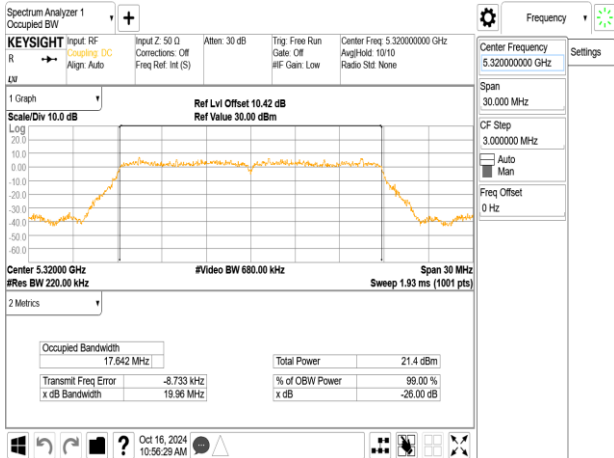 Spectrum Analyzer 1
Occupied BW
KEYSIGHT
R
Input: RF
Coupling: DC
Align: Auto
Input Z: 50 Ω
Corrections: Off
Freq Ref: Int (S)
Atten: 30 dB
Trig: Free Run
Gate: Off
#IF Gain: Low
Center Freq: 5.320000000 GHz
Avg|Hold: 10/10
Radio Std: None
1 Graph
Scale/Div 10.0 dB
Ref Lvl Offset 10.42 dB
Ref Value 30.00 dBm
Log
20.0
10.0
0.00
-10.0
-20.0
-30.0
-40.0
-50.0
-60.0
Center 5.32000 GHz
#Res BW 220.00 kHz
#Video BW 680.00 kHz
Span 30 MHz
Sweep 1.93 ms (1001 pts)
2 Metrics
Occupied Bandwidth
17.642 MHz
Transmit Freq Error -8.733 kHz
x dB Bandwidth 19.96 MHz
Total Power 21.4 dBm
% of OBW Power 99.00 %
x dB -26.00 dB
?
Oct 16, 2024
10:56:29 AM
Frequency
Center Frequency
5.320000000 GHz
Span
30.000 MHz
CF Step
3.000000 MHz
Auto
Man
Freq Offset
0 Hz
Settings